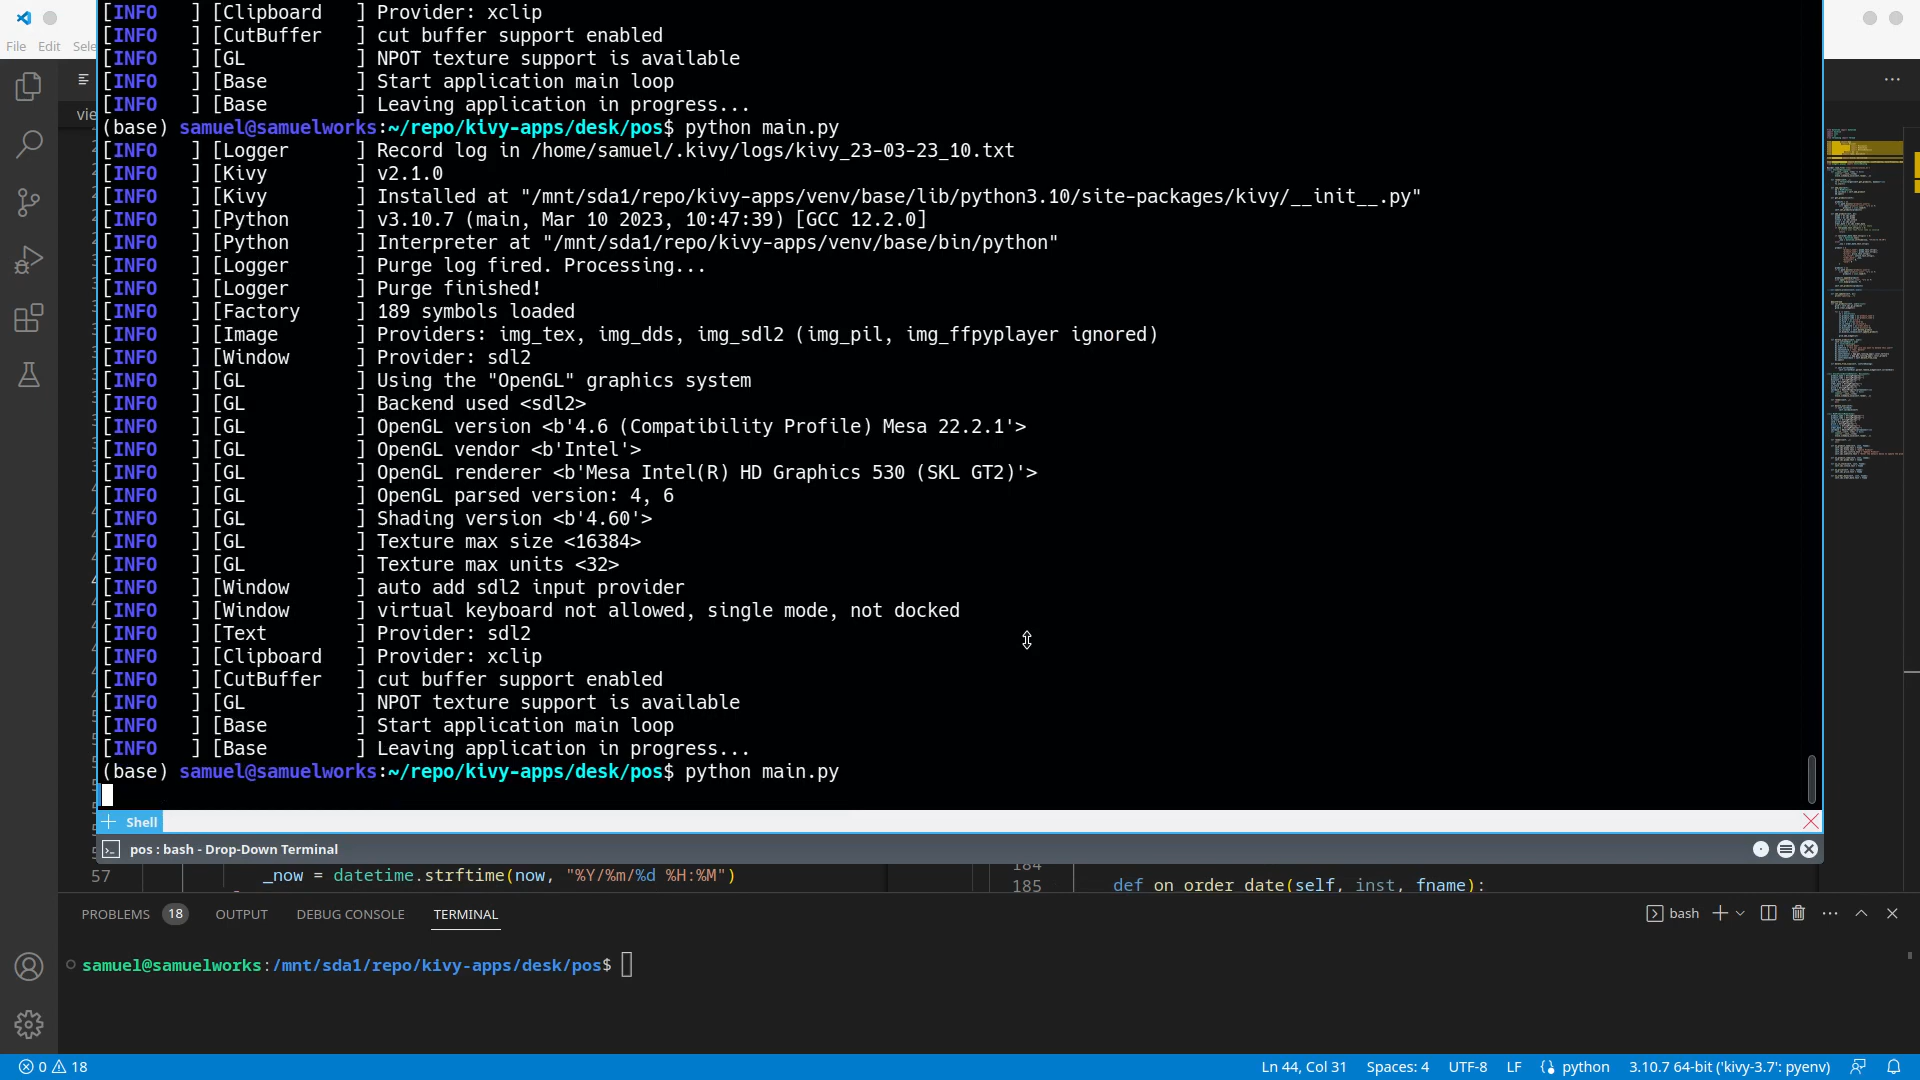 File Edit Sele
[INFO   ] [Clipboard   ] Provider: xclip
[INFO   ] [CutBuffer   ] cut buffer support enabled
[INFO   ] [GL          ] NPOT texture support is available
[INFO   ] [Base        ] Start application main loop
[INFO   ] [Base        ] Leaving application in progress...
vie
(base) samuel@samuelworks:~/repo/kivy-apps/desk/pos$ python main.py
[INFO   ] [Logger      ] Record log in /home/samuel/.kivy/logs/kivy_23-03-23_10.txt
[INFO   ] [Kivy        ] v2.1.0
[INFO   ] [Kivy        ] Installed at "/mnt/sda1/repo/kivy-apps/venv/base/lib/python3.10/site-packages/kivy/__init__.py"
[INFO   ] [Python      ] v3.10.7 (main, Mar 10 2023, 10:47:39) [GCC 12.2.0]
[INFO   ] [Python      ] Interpreter at "/mnt/sda1/repo/kivy-apps/venv/base/bin/python"
[INFO   ] [Logger      ] Purge log fired. Processing...
[INFO   ] [Logger      ] Purge finished!
[INFO   ] [Factory     ] 189 symbols loaded
[INFO   ] [Image       ] Providers: img_tex, img_dds, img_sdl2 (img_pil, img_ffpyplayer ignored)
[INFO   ] [Window      ] Provider: sdl2
[INFO   ] [GL          ] Using the "OpenGL" graphics system
[INFO   ] [GL          ] Backend used <sdl2>
[INFO   ] [GL          ] OpenGL version <b'4.6 (Compatibility Profile) Mesa 22.2.1'>
[INFO   ] [GL          ] OpenGL vendor <b'Intel'>
[INFO   ] [GL          ] OpenGL renderer <b'Mesa Intel(R) HD Graphics 530 (SKL GT2)'>
[INFO   ] [GL          ] OpenGL parsed version: 4, 6
[INFO   ] [GL          ] Shading version <b'4.60'>
[INFO   ] [GL          ] Texture max size <16384>
[INFO   ] [GL          ] Texture max units <32>
[INFO   ] [Window      ] auto add sdl2 input provider
[INFO   ] [Window      ] virtual keyboard not allowed, single mode, not docked
[INFO   ] [Text        ] Provider: sdl2
[INFO   ] [Clipboard   ] Provider: xclip
[INFO   ] [CutBuffer   ] cut buffer support enabled
[INFO   ] [GL          ] NPOT texture support is available
[INFO   ] [Base        ] Start application main loop
[INFO   ] [Base        ] Leaving application in progress...
(base) samuel@samuelworks:~/repo/kivy-apps/desk/pos$ python main.py
Shell
pos : bash - Drop-Down Terminal
57 _now = datetime.strftime(now, "%Y/%m/%d %H:%M")
184
185 def on_order_date(self, inst, fname):
PROBLEMS 18 OUTPUT DEBUG CONSOLE TERMINAL bash
samuel@samuelworks:/mnt/sda1/repo/kivy-apps/desk/pos$
0 18 Ln 44, Col 31 Spaces: 4 UTF-8 LF python 3.10.7 64-bit ('kivy-3.7': pyenv)